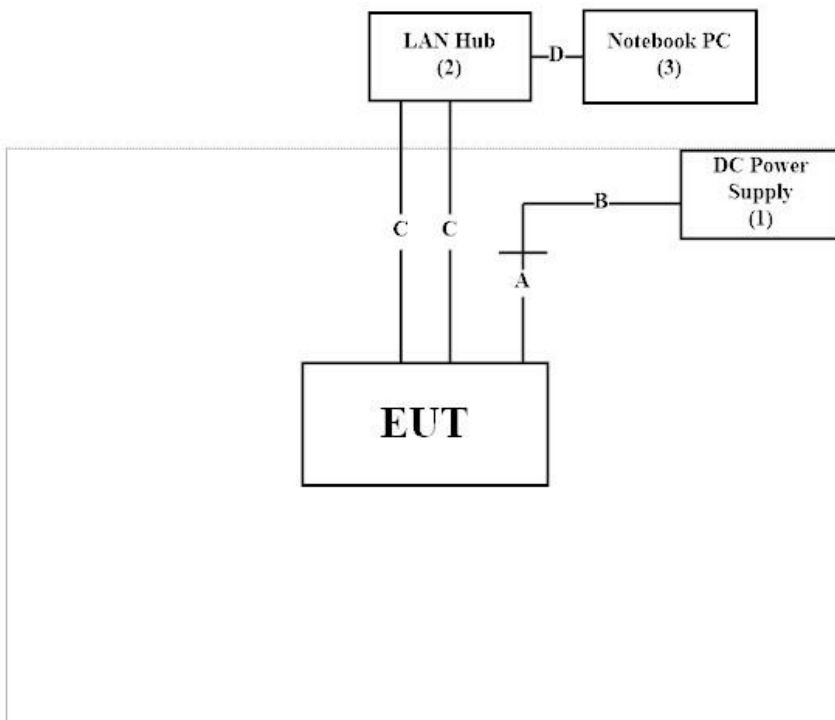 LAN Hub
(2)
D
Notebook PC
(3)
DC Power
Supply
(1)
B
C
C
A
EUT